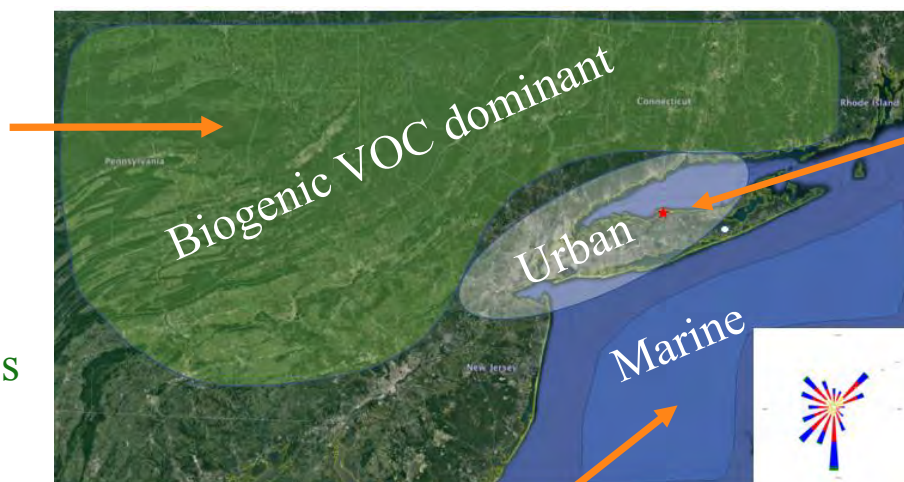 Biogenic VOC dominant
Connecticut
Rhode Island
Pennsylvania
Urban
s
Marine
New Jersey